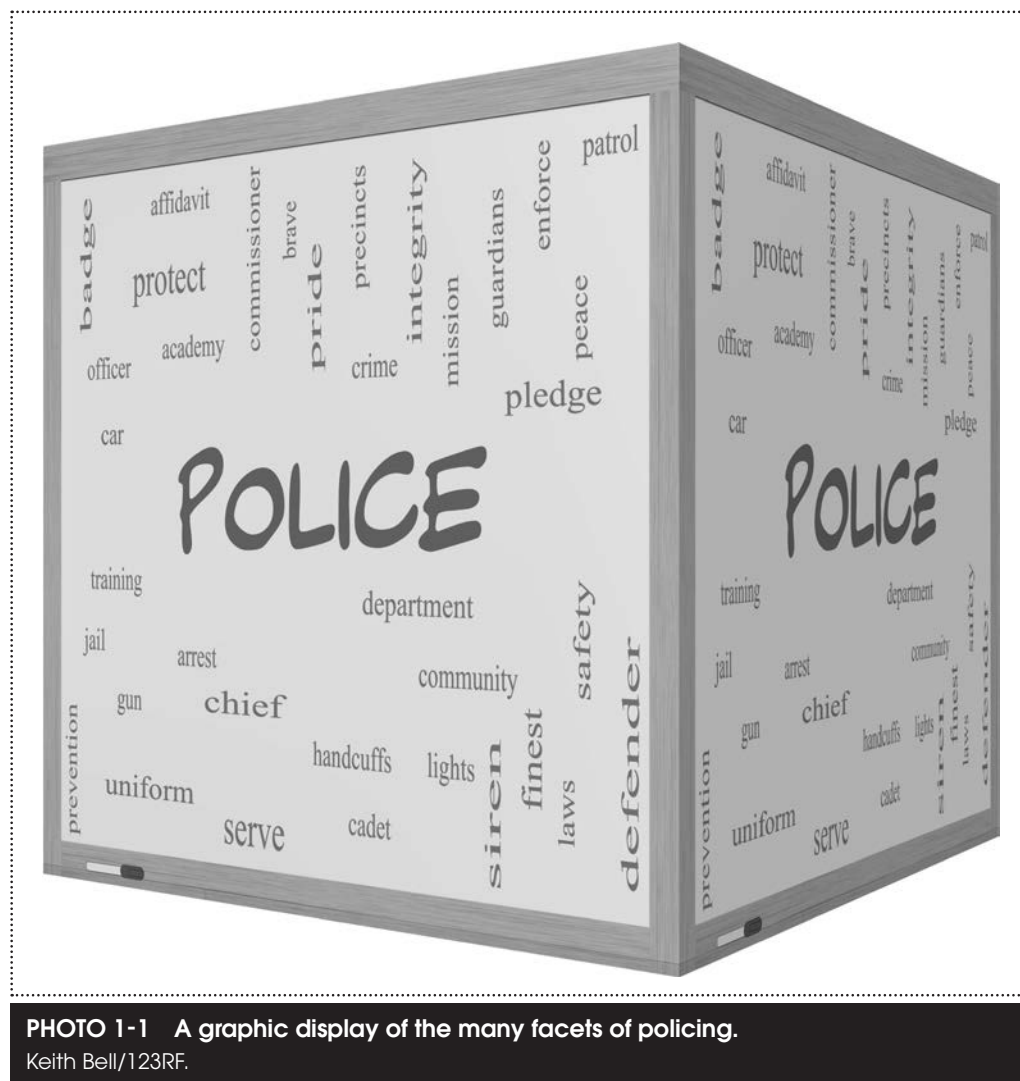 patrol
enforce
affidavit
commissioner
brave
precincts
integrity
guardians
badge
protect
pride
mission
peace
officer
academy
crime
pledge
car
POLICE
training
department
safety
jail
arrest
community
defender
gun
chief
prevention
uniform
handcuffs
lights
siren
finest
laws
serve
cadet
badge
affidavit
commissioner
brave
precincts
integrity
guardians
enforce
patrol
protect
pride
mission
peace
officer
academy
crime
pledge
car
POLICE
training
department
safety
jail
arrest
community
defender
gun
chief
handcuffs
lights
siren
finest
laws
prevention
uniform
serve
cadet
PHOTO 1-1 A graphic display of the many facets of policing.
Keith Bell/123RF.